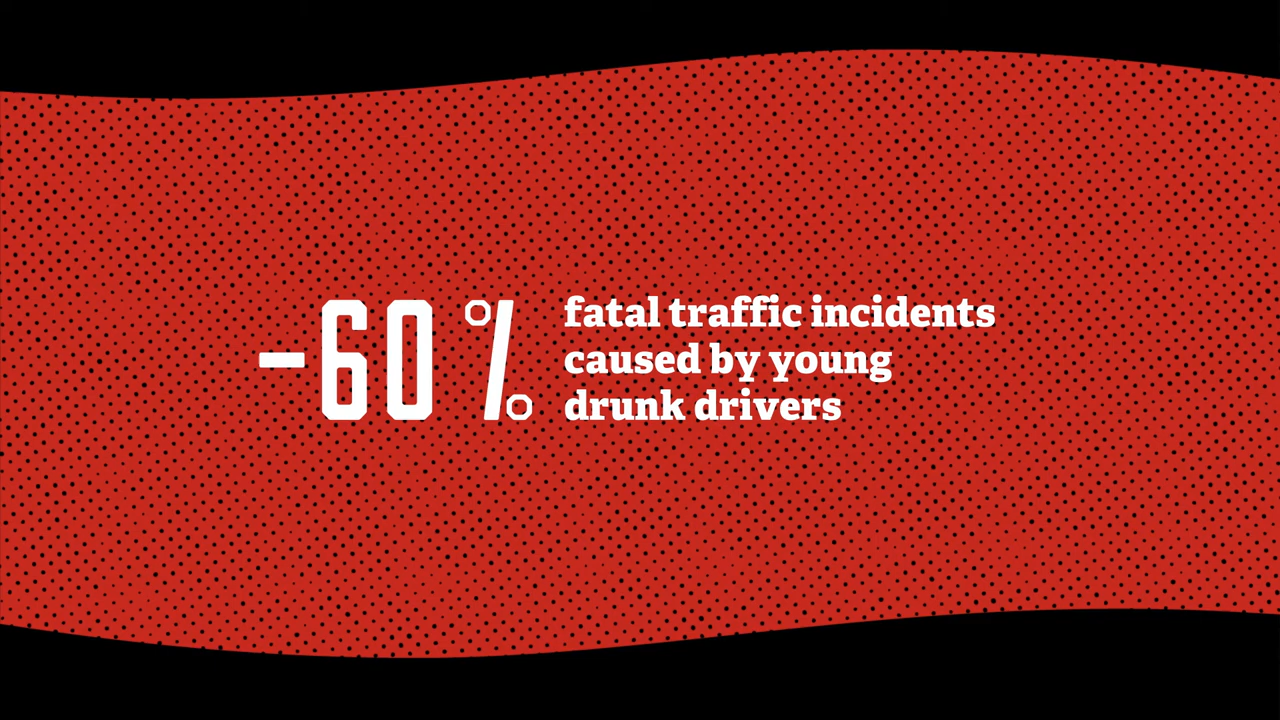 -60 %
fatal traffic incidents
caused by young
drunk drivers